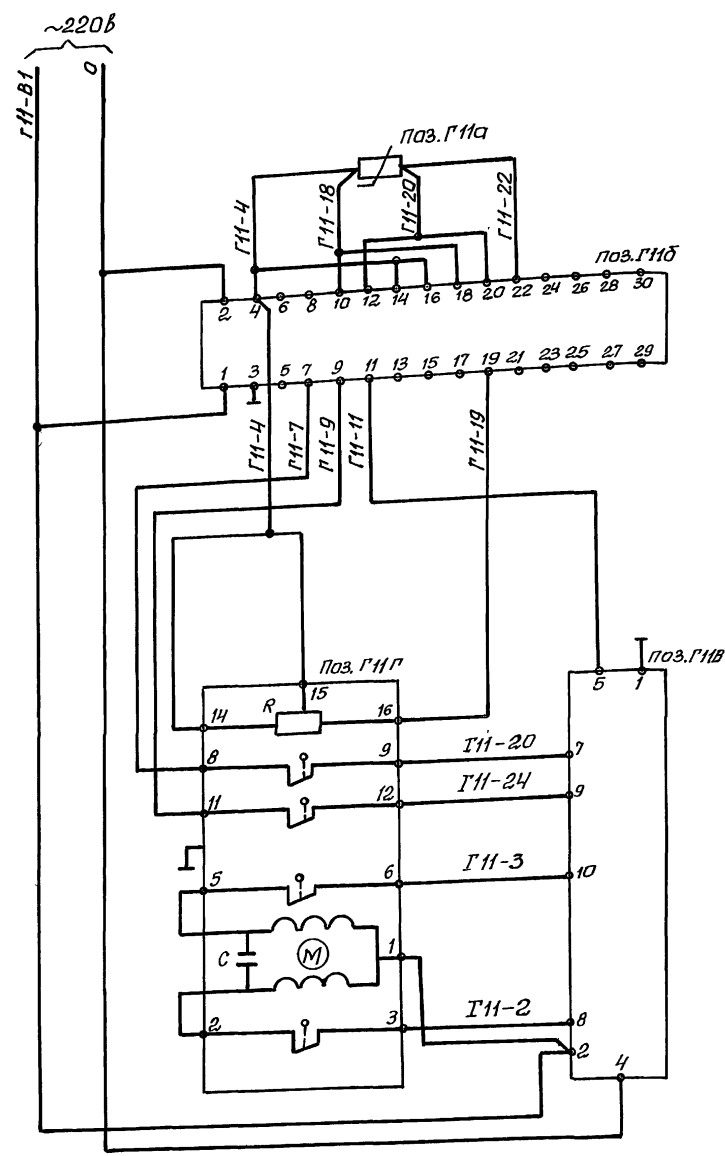 ~220В
Г11-В1
0
Поз.Г11а
Г11-4
Г11-18
Г11-20
Г11-22
Поз.Г11б
2 4 6 8 10 12 14 16 18 20 22 24 26 28 30
1 3 5 7 9 11 13 15 17 19 21 23 25 27 29
Г11-4
Г11-7
Г11-9
Г11-11
Г11-19
Поз. Г11Г
Поз.Г11В
15
5 1
14 R 16
8 9 Г11-20 7
11 12 Г11-24 9
5 6 Г11-3 10
1
C M
2 3 Г11-2 8
2
4